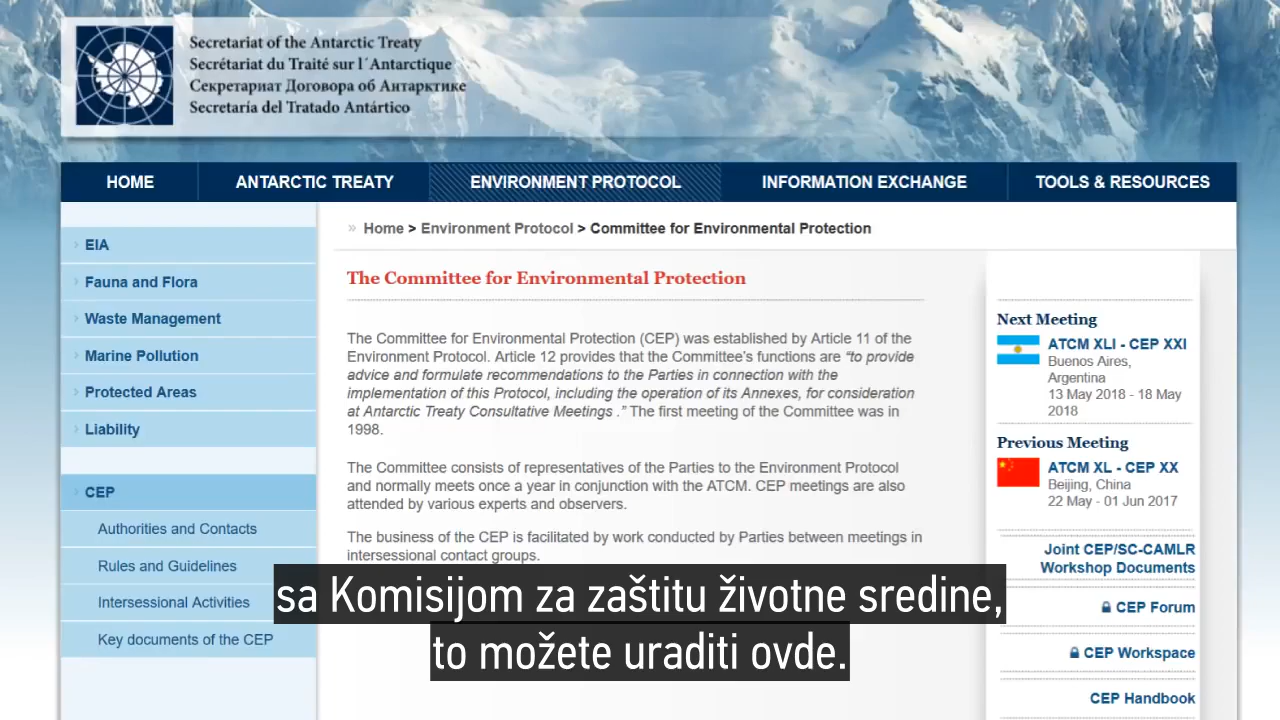 Secretariat of the Antarctic Treaty
Secrétariat du Traité sur l´Antarctique
Секретариат Договора об Антарктике
Secretaría del Tratado Antártico
HOME
ANTARCTIC TREATY
ENVIRONMENT PROTOCOL
INFORMATION EXCHANGE
TOOLS & RESOURCES
» Home > Environment Protocol > Committee for Environmental Protection
EIA
Fauna and Flora
Waste Management
Marine Pollution
Protected Areas
Liability
CEP
Authorities and Contacts
Rules and Guidelines
Intersessional Activities
Key documents of the CEP
The Committee for Environmental Protection
The Committee for Environmental Protection (CEP) was established by Article 11 of the
Environment Protocol. Article 12 provides that the Committee's functions are “to provide
advice and formulate recommendations to the Parties in connection with the
implementation of this Protocol, including the operation of its Annexes, for consideration
at Antarctic Treaty Consultative Meetings .” The first meeting of the Committee was in
1998.
The Committee consists of representatives of the Parties to the Environment Protocol
and normally meets once a year in conjunction with the ATCM. CEP meetings are also
attended by various experts and observers.
The business of the CEP is facilitated by work conducted by Parties between meetings in
intersessional contact groups.
Next Meeting
ATCM XLI - CEP XXI
Buenos Aires,
Argentina
13 May 2018 - 18 May
2018
Previous Meeting
ATCM XL - CEP XX
Beijing, China
22 May - 01 Jun 2017
Joint CEP/SC-CAMLR
Workshop Documents
CEP Forum
CEP Workspace
CEP Handbook
sa Komisijom za zaštitu životne sredine,
to možete uraditi ovde.